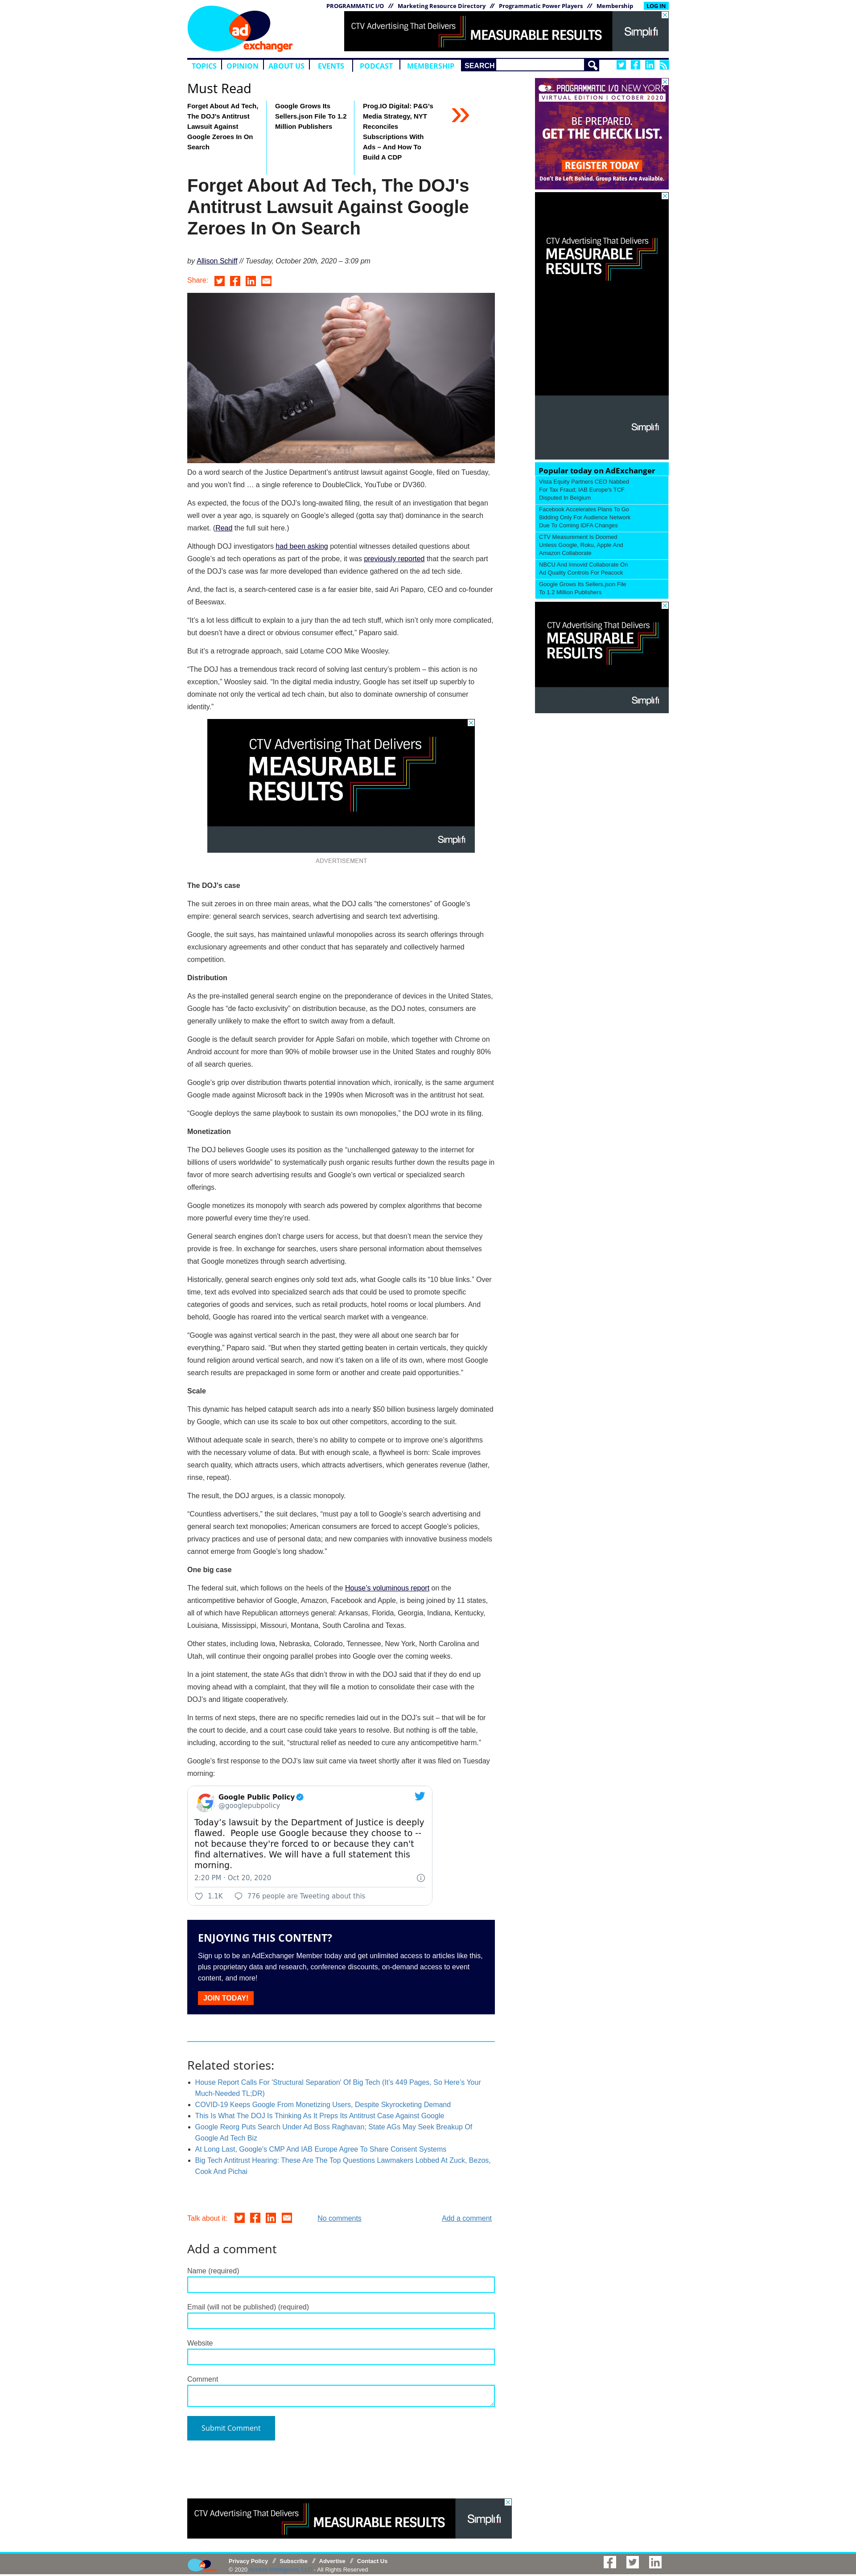 PROGRAMMATIC I/O // Marketing Resource Directory // Programmatic Power Players // Membership LOG IN
ad exchanger
CTV Advertising That Delivers MEASURABLE RESULTS Simplifi
TOPICS OPINION ABOUT US EVENTS PODCAST MEMBERSHIP SEARCH
Must Read
Forget About Ad Tech,
The DOJ's Antitrust
Lawsuit Against
Google Zeroes In On
Search
Google Grows Its
Sellers.json File To 1.2
Million Publishers
Prog.IO Digital: P&G's
Media Strategy, NYT
Reconciles
Subscriptions With
Ads – And How To
Build A CDP
Forget About Ad Tech, The DOJ's
Antitrust Lawsuit Against Google
Zeroes In On Search
by Allison Schiff // Tuesday, October 20th, 2020 – 3:09 pm
Share:
Do a word search of the Justice Department’s antitrust lawsuit against Google, filed on Tuesday,
and you won’t find … a single reference to DoubleClick, YouTube or DV360.
As expected, the focus of the DOJ’s long-awaited filing, the result of an investigation that began
well over a year ago, is squarely on Google’s alleged (gotta say that) dominance in the search
market. (Read the full suit here.)
Although DOJ investigators had been asking potential witnesses detailed questions about
Google’s ad tech operations as part of the probe, it was previously reported that the search part
of the DOJ’s case was far more developed than evidence gathered on the ad tech side.
And, the fact is, a search-centered case is a far easier bite, said Ari Paparo, CEO and co-founder
of Beeswax.
“It’s a lot less difficult to explain to a jury than the ad tech stuff, which isn’t only more complicated,
but doesn’t have a direct or obvious consumer effect,” Paparo said.
But it’s a retrograde approach, said Lotame COO Mike Woosley.
“The DOJ has a tremendous track record of solving last century’s problem – this action is no
exception,” Woosley said. “In the digital media industry, Google has set itself up superbly to
dominate not only the vertical ad tech chain, but also to dominate ownership of consumer
identity.”
CTV Advertising That Delivers
MEASURABLE
RESULTS
Simplifi
ADVERTISEMENT
The DOJ’s case
The suit zeroes in on three main areas, what the DOJ calls “the cornerstones” of Google’s
empire: general search services, search advertising and search text advertising.
Google, the suit says, has maintained unlawful monopolies across its search offerings through
exclusionary agreements and other conduct that has separately and collectively harmed
competition.
Distribution
As the pre-installed general search engine on the preponderance of devices in the United States,
Google has “de facto exclusivity” on distribution because, as the DOJ notes, consumers are
generally unlikely to make the effort to switch away from a default.
Google is the default search provider for Apple Safari on mobile, which together with Chrome on
Android account for more than 90% of mobile browser use in the United States and roughly 80%
of all search queries.
Google’s grip over distribution thwarts potential innovation which, ironically, is the same argument
Google made against Microsoft back in the 1990s when Microsoft was in the antitrust hot seat.
“Google deploys the same playbook to sustain its own monopolies,” the DOJ wrote in its filing.
Monetization
The DOJ believes Google uses its position as the “unchallenged gateway to the internet for
billions of users worldwide” to systematically push organic results further down the results page in
favor of more search advertising results and Google’s own vertical or specialized search
offerings.
Google monetizes its monopoly with search ads powered by complex algorithms that become
more powerful every time they’re used.
General search engines don’t charge users for access, but that doesn’t mean the service they
provide is free. In exchange for searches, users share personal information about themselves
that Google monetizes through search advertising.
Historically, general search engines only sold text ads, what Google calls its “10 blue links.” Over
time, text ads evolved into specialized search ads that could be used to promote specific
categories of goods and services, such as retail products, hotel rooms or local plumbers. And
behold, Google has roared into the vertical search market with a vengeance.
“Google was against vertical search in the past, they were all about one search bar for
everything,” Paparo said. “But when they started getting beaten in certain verticals, they quickly
found religion around vertical search, and now it’s taken on a life of its own, where most Google
search results are prepackaged in some form or another and create paid opportunities.”
Scale
This dynamic has helped catapult search ads into a nearly $50 billion business largely dominated
by Google, which can use its scale to box out other competitors, according to the suit.
Without adequate scale in search, there’s no ability to compete or to improve one’s algorithms
with the necessary volume of data. But with enough scale, a flywheel is born: Scale improves
search quality, which attracts users, which attracts advertisers, which generates revenue (lather,
rinse, repeat).
The result, the DOJ argues, is a classic monopoly.
“Countless advertisers,” the suit declares, “must pay a toll to Google’s search advertising and
general search text monopolies; American consumers are forced to accept Google’s policies,
privacy practices and use of personal data; and new companies with innovative business models
cannot emerge from Google’s long shadow.”
One big case
The federal suit, which follows on the heels of the House’s voluminous report on the
anticompetitive behavior of Google, Amazon, Facebook and Apple, is being joined by 11 states,
all of which have Republican attorneys general: Arkansas, Florida, Georgia, Indiana, Kentucky,
Louisiana, Mississippi, Missouri, Montana, South Carolina and Texas.
Other states, including Iowa, Nebraska, Colorado, Tennessee, New York, North Carolina and
Utah, will continue their ongoing parallel probes into Google over the coming weeks.
In a joint statement, the state AGs that didn’t throw in with the DOJ said that if they do end up
moving ahead with a complaint, that they will file a motion to consolidate their case with the
DOJ’s and litigate cooperatively.
In terms of next steps, there are no specific remedies laid out in the DOJ’s suit – that will be for
the court to decide, and a court case could take years to resolve. But nothing is off the table,
including, according to the suit, “structural relief as needed to cure any anticompetitive harm.”
Google’s first response to the DOJ’s law suit came via tweet shortly after it was filed on Tuesday
morning:
Google Public Policy
@googlepubpolicy
Today’s lawsuit by the Department of Justice is deeply
flawed. People use Google because they choose to --
not because they're forced to or because they can't
find alternatives. We will have a full statement this
morning.
2:20 PM · Oct 20, 2020
1.1K 776 people are Tweeting about this
ENJOYING THIS CONTENT?
Sign up to be an AdExchanger Member today and get unlimited access to articles like this,
plus proprietary data and research, conference discounts, on-demand access to event
content, and more!
JOIN TODAY!
Related stories:
House Report Calls For 'Structural Separation' Of Big Tech (It’s 449 Pages, So Here’s Your
Much-Needed TL;DR)
COVID-19 Keeps Google From Monetizing Users, Despite Skyrocketing Demand
This Is What The DOJ Is Thinking As It Preps Its Antitrust Case Against Google
Google Reorg Puts Search Under Ad Boss Raghavan; State AGs May Seek Breakup Of
Google Ad Tech Biz
At Long Last, Google's CMP And IAB Europe Agree To Share Consent Systems
Big Tech Antitrust Hearing: These Are The Top Questions Lawmakers Lobbed At Zuck, Bezos,
Cook And Pichai
Talk about it: No comments Add a comment
Add a comment
Name (required)
Email (will not be published) (required)
Website
Comment
Submit Comment
PROGRAMMATIC I/O NEW YORK
VIRTUAL EDITION | OCTOBER 2020
BE PREPARED.
GET THE CHECK LIST.
REGISTER TODAY
Don't Be Left Behind. Group Rates Are Available.
CTV Advertising That Delivers
MEASURABLE
RESULTS
Simplifi
Popular today on AdExchanger
Vista Equity Partners CEO Nabbed
For Tax Fraud; IAB Europe's TCF
Disputed In Belgium
Facebook Accelerates Plans To Go
Bidding Only For Audience Network
Due To Coming IDFA Changes
CTV Measurement Is Doomed
Unless Google, Roku, Apple And
Amazon Collaborate
NBCU And Innovid Collaborate On
Ad Quality Controls For Peacock
Google Grows Its Sellers.json File
To 1.2 Million Publishers
CTV Advertising That Delivers
MEASURABLE
RESULTS
Simplifi
CTV Advertising That Delivers MEASURABLE RESULTS Simplifi
Privacy Policy // Subscribe // Advertise // Contact Us
© 2020 - All Rights Reserved